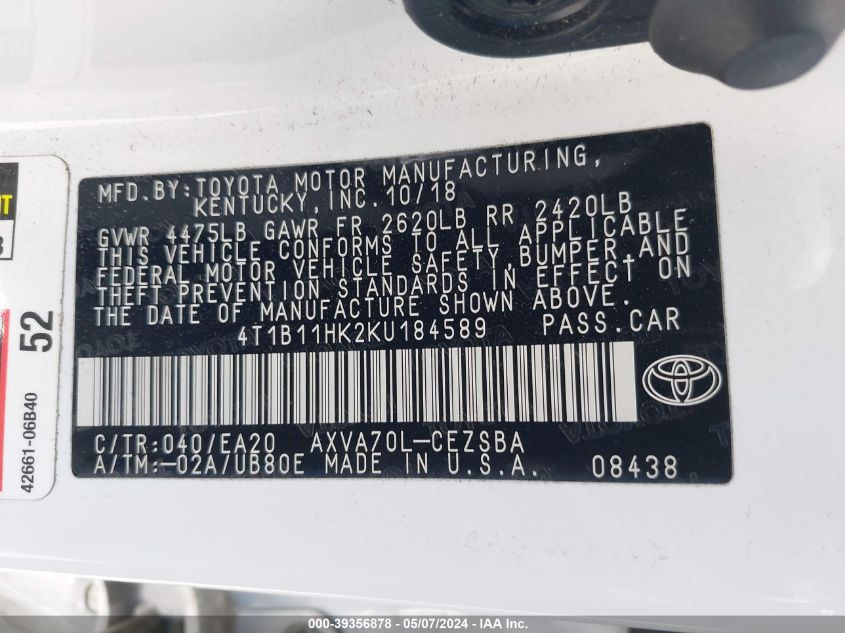 MFD. BY: TOYOTA MOTOR MANUFACTURING,
KENTUCKY, INC. 10/18
GVWR 4475LB GAWR FR 2620LB RR 2420LB
THIS VEHICLE CONFORMS TO ALL APPLICABLE
FEDERAL MOTOR VEHICLE SAFETY, BUMPER, AND
THEFT PREVENTION STANDARDS IN EFFECT ON
THE DATE OF MANUFACTURE SHOWN ABOVE.
4T1B11HK2KU184589 PASS. CAR
C/TR: 040/EA20 AXVA70L-CEZSBA
A/TM: -02A/UB80E MADE IN U.S.A. 08438
52
42661-06B40
000-39356878 - 05/07/2024 - IAA, Inc.